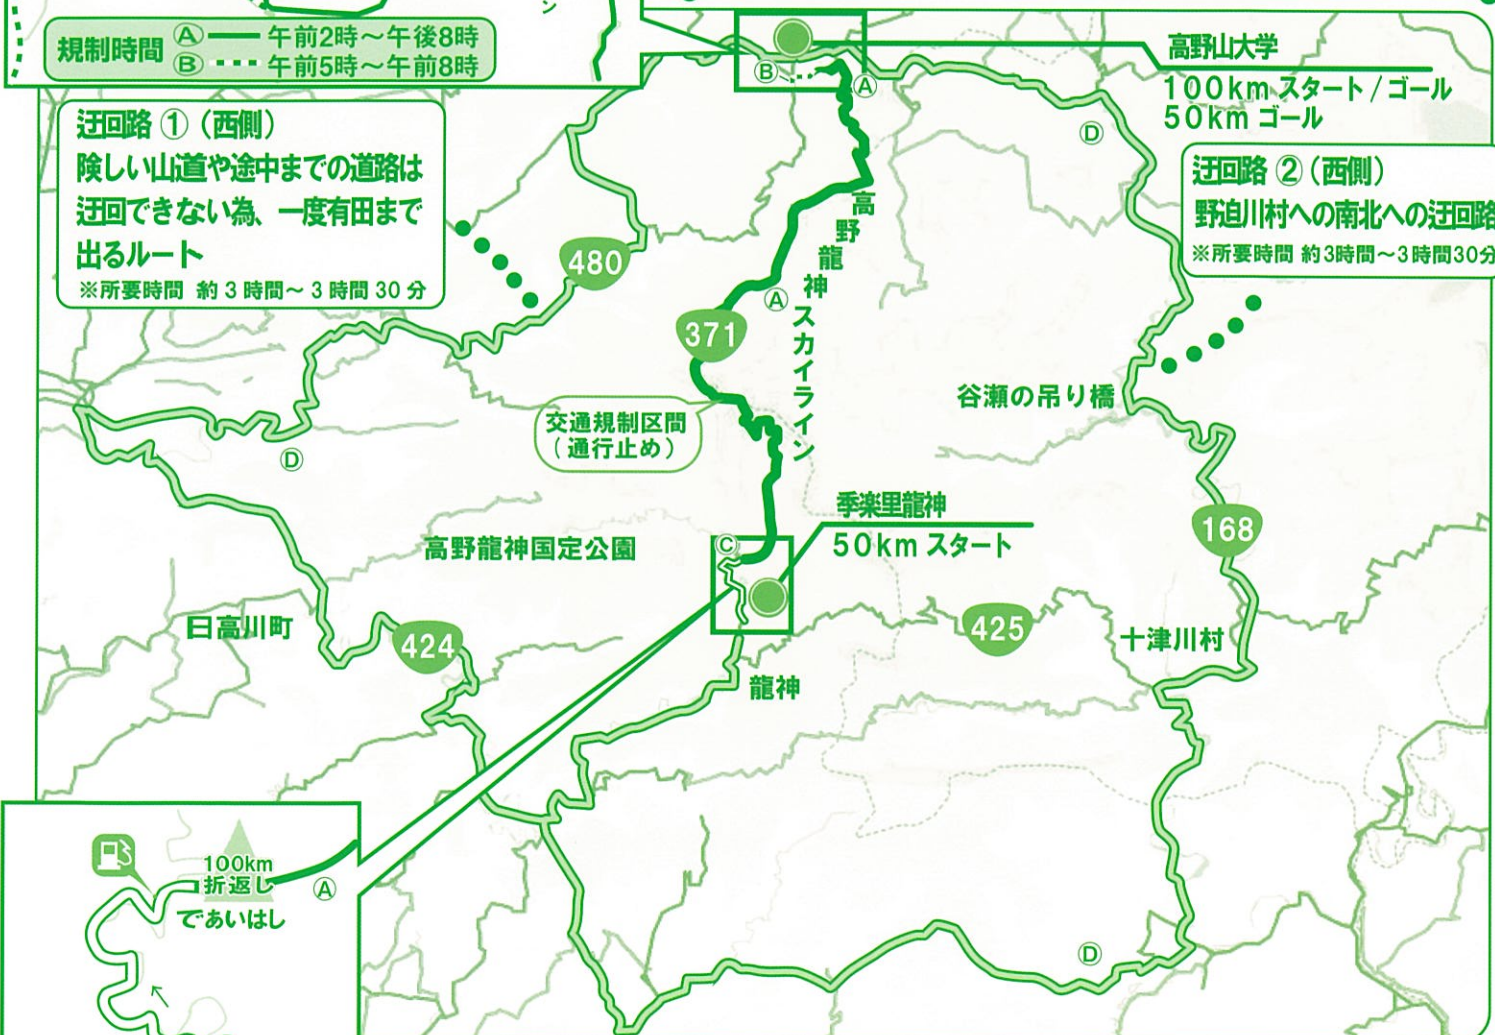 ン
規制時間
Ⓐ 午前2時～午後8時
Ⓑ 午前5時～午前8時
高野山大学
100km スタート/ゴール
50km ゴール
Ⓑ
Ⓐ
Ⓓ
迂回路 ①（西側）
険しい山道や途中までの道路は
迂回できない為、一度有田まで
出るルート
※所要時間 約3時間～3時間30分
迂回路 ②（西側）
野迫川村への南北への迂回路
※所要時間 約3時間～3時間30分
480
高野龍神スカイライン
Ⓐ
371
谷瀬の吊り橋
交通規制区間
（通行止め）
Ⓓ
季楽里龍神
50km スタート
168
高野龍神国定公園
Ⓒ
日高川町
424
425
十津川村
龍神
100km
折返し
Ⓐ
であいはし
Ⓓ